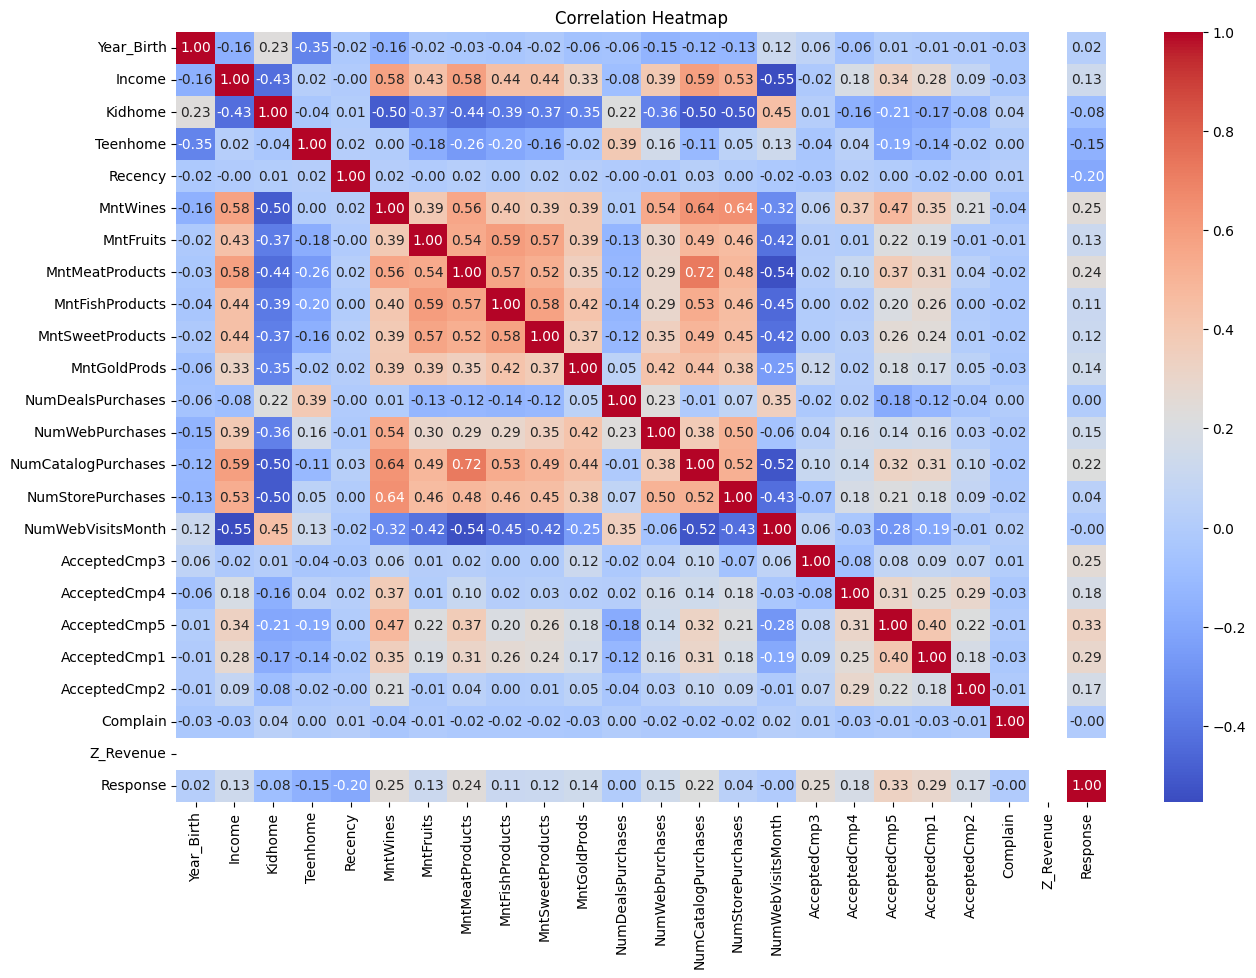 Correlation Heatmap
Year_Birth 1.00 -0.16 0.23 -0.35 -0.02 -0.16 -0.02 -0.03 -0.04 -0.02 -0.06 -0.06 -0.15 -0.12 -0.13 0.12 0.06 -0.06 0.01 -0.01 -0.01 -0.03 0.02
Income -0.16 1.00 -0.43 0.02 -0.00 0.58 0.43 0.58 0.44 0.44 0.33 -0.08 0.39 0.59 0.53 -0.55 -0.02 0.18 0.34 0.28 0.09 -0.03 0.13
Kidhome 0.23 -0.43 1.00 -0.04 0.01 -0.50 -0.37 -0.44 -0.39 -0.37 -0.35 0.22 -0.36 -0.50 -0.50 0.45 0.01 -0.16 -0.21 -0.17 -0.08 0.04 -0.08
Teenhome -0.35 0.02 -0.04 1.00 0.02 0.00 -0.18 -0.26 -0.20 -0.16 -0.02 0.39 0.16 -0.11 0.05 0.13 -0.04 0.04 -0.19 -0.14 -0.02 0.00 -0.15
Recency -0.02 -0.00 0.01 0.02 1.00 0.02 -0.00 0.02 0.00 0.02 0.02 -0.00 -0.01 0.03 0.00 -0.02 -0.03 0.02 0.00 -0.02 -0.00 0.01 -0.20
MntWines -0.16 0.58 -0.50 0.00 0.02 1.00 0.39 0.56 0.40 0.39 0.39 0.01 0.54 0.64 0.64 -0.32 0.06 0.37 0.47 0.35 0.21 -0.04 0.25
MntFruits -0.02 0.43 -0.37 -0.18 -0.00 0.39 1.00 0.54 0.59 0.57 0.39 -0.13 0.30 0.49 0.46 -0.42 0.01 0.01 0.22 0.19 -0.01 -0.01 0.13
MntMeatProducts -0.03 0.58 -0.44 -0.26 0.02 0.56 0.54 1.00 0.57 0.52 0.35 -0.12 0.29 0.72 0.48 -0.54 0.02 0.10 0.37 0.31 0.04 -0.02 0.24
MntFishProducts -0.04 0.44 -0.39 -0.20 0.00 0.40 0.59 0.57 1.00 0.58 0.42 -0.14 0.29 0.53 0.46 -0.45 0.00 0.02 0.20 0.26 0.00 -0.02 0.11
MntSweetProducts -0.02 0.44 -0.37 -0.16 0.02 0.39 0.57 0.52 0.58 1.00 0.37 -0.12 0.35 0.49 0.45 -0.42 0.00 0.03 0.26 0.24 0.01 -0.02 0.12
MntGoldProds -0.06 0.33 -0.35 -0.02 0.02 0.39 0.39 0.35 0.42 0.37 1.00 0.05 0.42 0.44 0.38 -0.25 0.12 0.02 0.18 0.17 0.05 -0.03 0.14
NumDealsPurchases -0.06 -0.08 0.22 0.39 -0.00 0.01 -0.13 -0.12 -0.14 -0.12 0.05 1.00 0.23 -0.01 0.07 0.35 -0.02 0.02 -0.18 -0.12 -0.04 0.00 0.00
NumWebPurchases -0.15 0.39 -0.36 0.16 -0.01 0.54 0.30 0.29 0.29 0.35 0.42 0.23 1.00 0.38 0.50 -0.06 0.04 0.16 0.14 0.16 0.03 -0.02 0.15
NumCatalogPurchases -0.12 0.59 -0.50 -0.11 0.03 0.64 0.49 0.72 0.53 0.49 0.44 -0.01 0.38 1.00 0.52 -0.52 0.10 0.14 0.32 0.31 0.10 -0.02 0.22
NumStorePurchases -0.13 0.53 -0.50 0.05 0.00 0.64 0.46 0.48 0.46 0.45 0.38 0.07 0.50 0.52 1.00 -0.43 -0.07 0.18 0.21 0.18 0.09 -0.02 0.04
NumWebVisitsMonth 0.12 -0.55 0.45 0.13 -0.02 -0.32 -0.42 -0.54 -0.45 -0.42 -0.25 0.35 -0.06 -0.52 -0.43 1.00 0.06 -0.03 -0.28 -0.19 -0.01 0.02 -0.00
AcceptedCmp3 0.06 -0.02 0.01 -0.04 -0.03 0.06 0.01 0.02 0.00 0.00 0.12 -0.02 0.04 0.10 -0.07 0.06 1.00 -0.08 0.08 0.09 0.07 0.01 0.25
AcceptedCmp4 -0.06 0.18 -0.16 0.04 0.02 0.37 0.01 0.10 0.02 0.03 0.02 0.02 0.16 0.14 0.18 -0.03 -0.08 1.00 0.31 0.25 0.29 -0.03 0.18
AcceptedCmp5 0.01 0.34 -0.21 -0.19 0.00 0.47 0.22 0.37 0.20 0.26 0.18 -0.18 0.14 0.32 0.21 -0.28 0.08 0.31 1.00 0.40 0.22 -0.01 0.33
AcceptedCmp1 -0.01 0.28 -0.17 -0.14 -0.02 0.35 0.19 0.31 0.26 0.24 0.17 -0.12 0.16 0.31 0.18 -0.19 0.09 0.25 0.40 1.00 0.18 -0.03 0.29
AcceptedCmp2 -0.01 0.09 -0.08 -0.02 -0.00 0.21 -0.01 0.04 0.00 0.01 0.05 -0.04 0.03 0.10 0.09 -0.01 0.07 0.29 0.22 0.18 1.00 -0.01 0.17
Complain -0.03 -0.03 0.04 0.00 0.01 -0.04 -0.01 -0.02 -0.02 -0.02 -0.03 0.00 -0.02 -0.02 -0.02 0.02 0.01 -0.03 -0.01 -0.03 -0.01 1.00 -0.00
Z_Revenue
Response 0.02 0.13 -0.08 -0.15 -0.20 0.25 0.13 0.24 0.11 0.12 0.14 0.00 0.15 0.22 0.04 -0.00 0.25 0.18 0.33 0.29 0.17 -0.00 1.00
Year_Birth
Income
Kidhome
Teenhome
Recency
MntWines
MntFruits
MntMeatProducts
MntFishProducts
MntSweetProducts
MntGoldProds
NumDealsPurchases
NumWebPurchases
NumCatalogPurchases
NumStorePurchases
NumWebVisitsMonth
AcceptedCmp3
AcceptedCmp4
AcceptedCmp5
AcceptedCmp1
AcceptedCmp2
Complain
Z_Revenue
Response
1.0
0.8
0.6
0.4
0.2
0.0
−0.2
−0.4